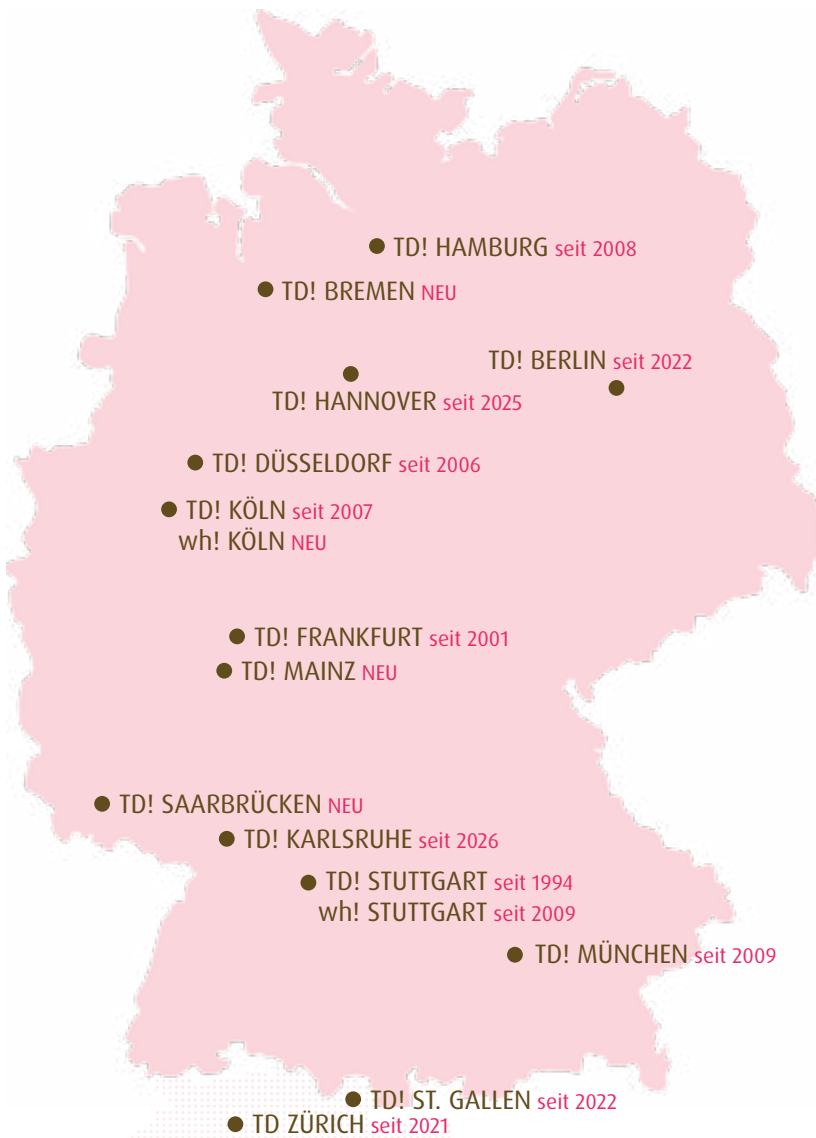 TD! HAMBURG seit 2008
TD! BREMEN NEU
TD! BERLIN seit 2022
TD! HANNOVER seit 2025
TD! DÜSSELDORF seit 2006
TD! KÖLN seit 2007
wh! KÖLN NEU
TD! FRANKFURT seit 2001
TD! MAINZ NEU
TD! SAARBRÜCKEN NEU
TD! KARLSRUHE seit 2026
TD! STUTTGART seit 1994
wh! STUTTGART seit 2009
TD! MÜNCHEN seit 2009
TD! ST. GALLEN seit 2022
TD ZÜRICH seit 2021